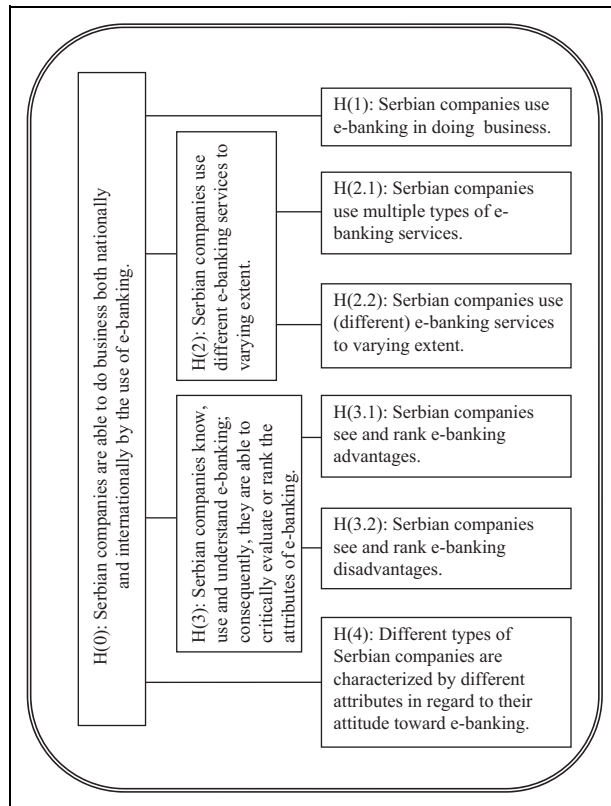 H(0): Serbian companies are able to do business both nationally
and internationally by the use of e-banking.
H(1): Serbian companies use
e-banking in doing business.
H(2): Serbian companies use
different e-banking services to
varying extent.
H(2.1): Serbian companies
use multiple types of e-
banking services.
H(2.2): Serbian companies use
(different) e-banking services
to varying extent.
H(3): Serbian companies know,
use and understand e-banking;
consequently, they are able to
critically evaluate or rank the
attributes of e-banking.
H(3.1): Serbian companies
see and rank e-banking
advantages.
H(3.2): Serbian companies
see and rank e-banking
disadvantages.
H(4): Different types of
Serbian companies are
characterized by different
attributes in regard to their
attitude toward e-banking.